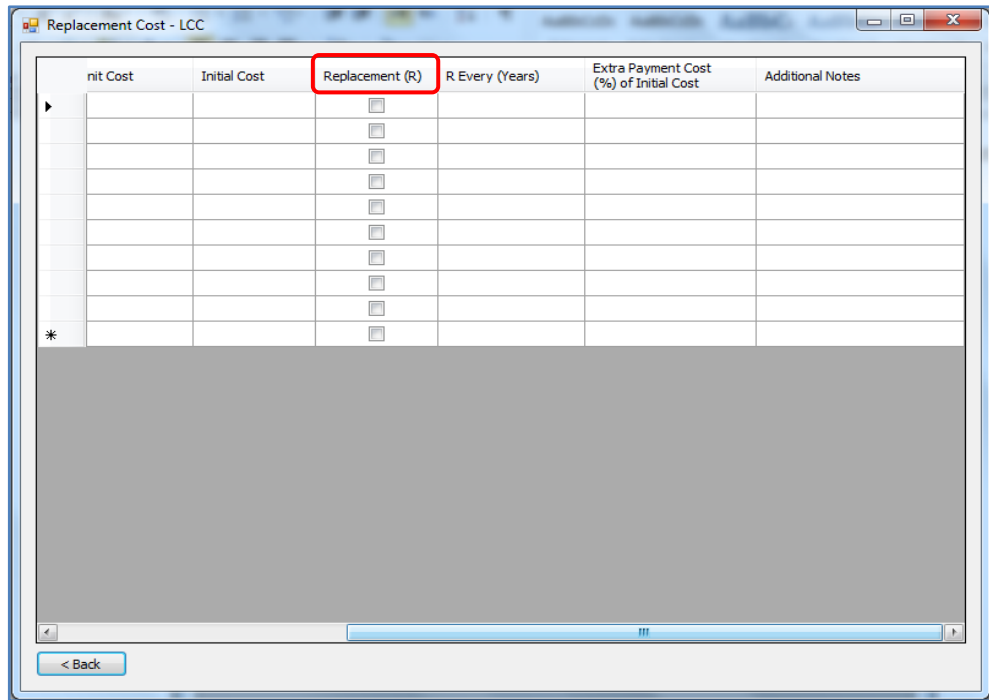 Replacement Cost - LCC
nit Cost Initial Cost Replacement (R) R Every (Years) Extra Payment Cost Additional Notes
(%) of Initial Cost
< Back